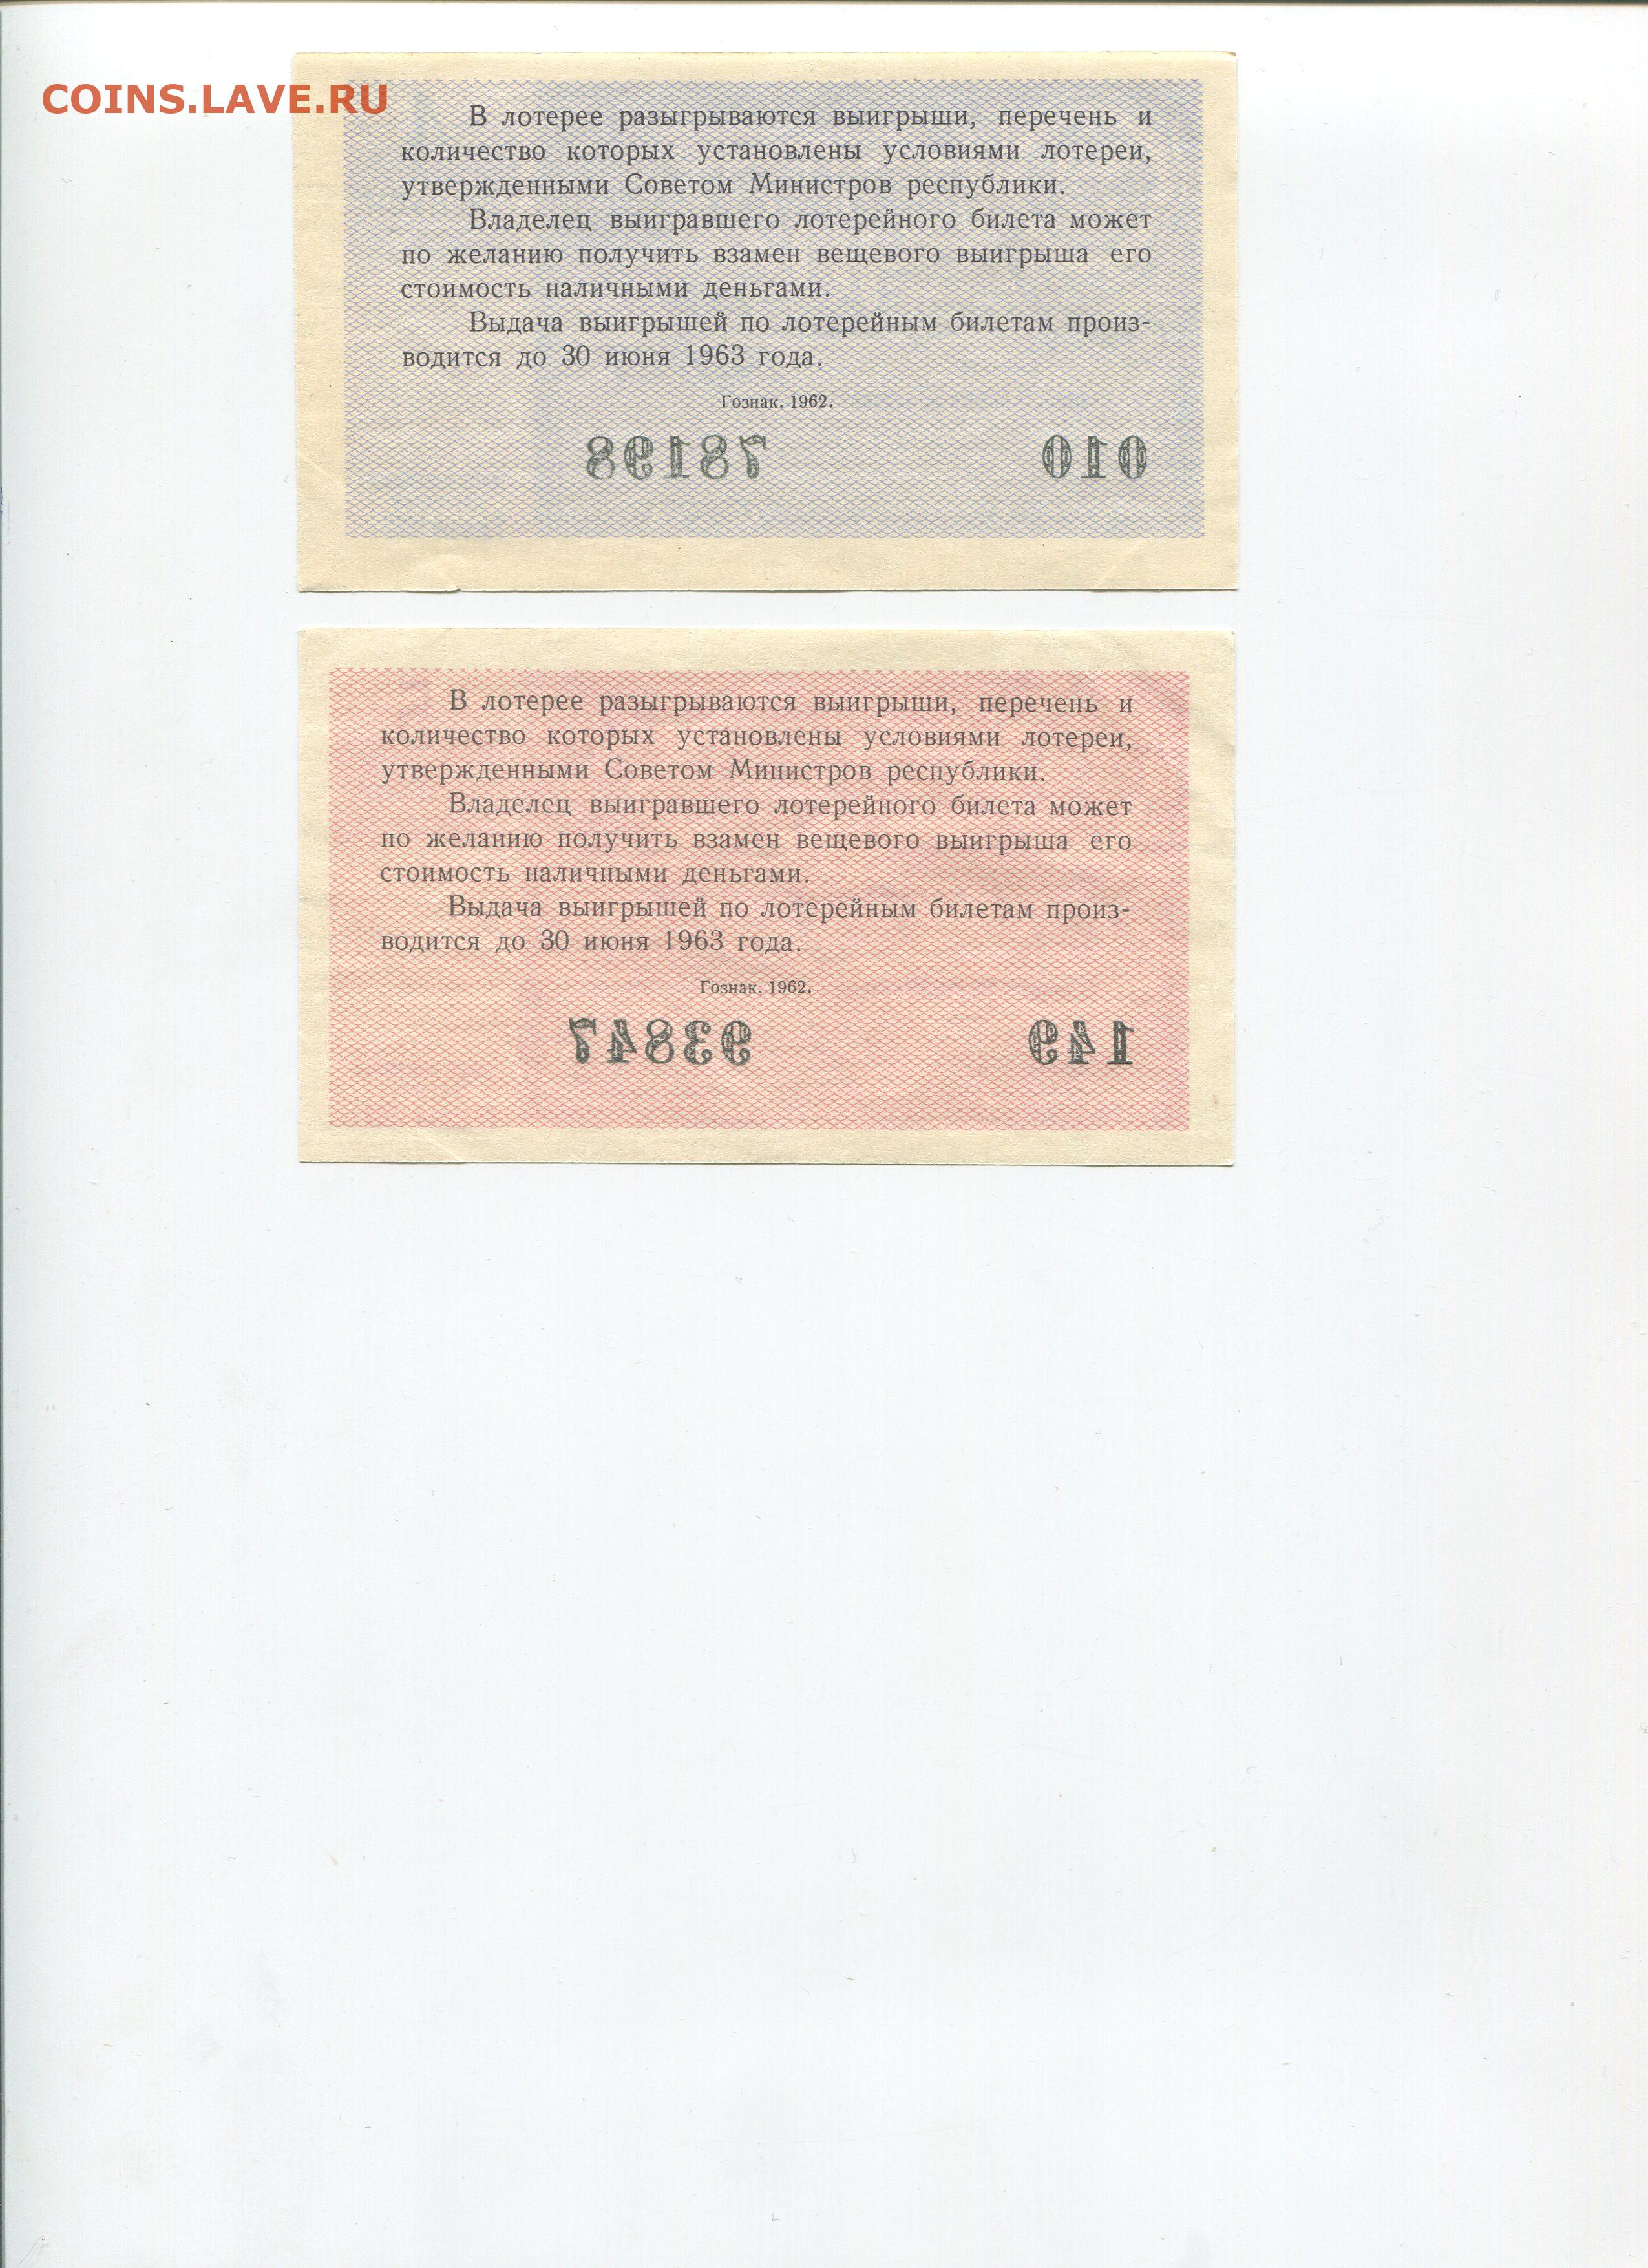 COINS.LAVE.RU
В лотерее разыгрываются выигрыши, перечень и
количество которых установлены условиями лотереи,
утвержденными Советом Министров республики.
Владелец выигравшего лотерейного билета может
по желанию получить взамен вещевого выигрыша его
стоимость наличными деньгами.
Выдача выигрышей по лотерейным билетам произ-
водится до 30 июня 1963 года.
Гознак. 1962.
010 78198
В лотерее разыгрываются выигрыши, перечень и
количество которых установлены условиями лотереи,
утвержденными Советом Министров республики.
Владелец выигравшего лотерейного билета может
по желанию получить взамен вещевого выигрыша его
стоимость наличными деньгами.
Выдача выигрышей по лотерейным билетам произ-
водится до 30 июня 1963 года.
Гознак. 1962.
149 93847